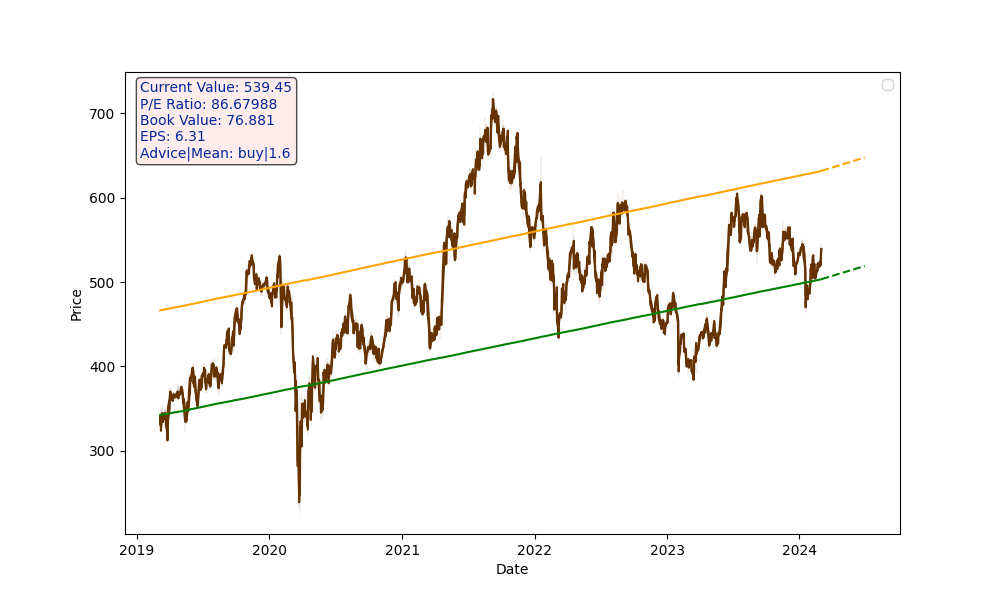 Current Value: 539.45
P/E Ratio: 86.67988
Book Value: 76.881
EPS: 6.31
Advice|Mean: buy|1.6
700
600
500
400
300
Price
2019 2020 2021 2022 2023 2024
Date